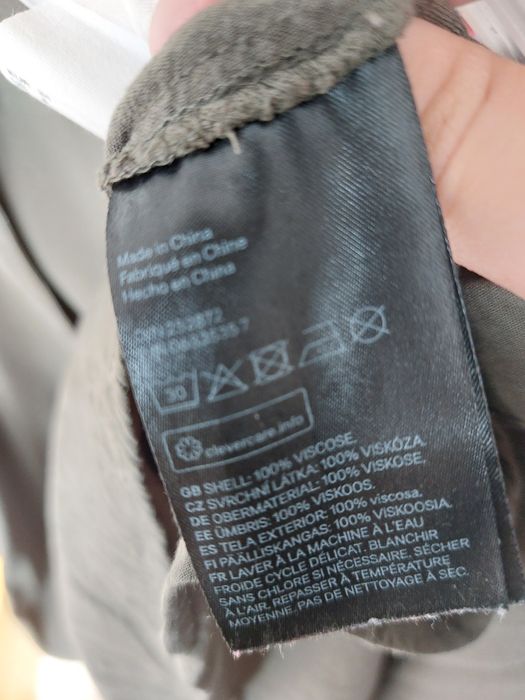 Made in China
Fabriqué en Chine
Hecho en China
30
clevercare.info
GB SHELL: 100% VISCOSE,
CZ SVRCHNÍ LÁTKA: 100% VISKÓZA,
DE OBERMATERIAL: 100% VISKOSE,
EE ÜMBRIS: 100% VISKOOS.
ES TELA EXTERIOR: 100% viscosa.
FI PÄÄLLISKANGAS: 100% VISKOOSIA.
FR LAVER À LA MACHINE À L'EAU
FROIDE CYCLE DÉLICAT. BLANCHIR
SANS CHLORE SI NÉCESSAIRE. SÉCHER
À L'AIR, REPASSER À TEMPÉRATURE
MOYENNE, PAS DE NETTOYAGE À SEC.